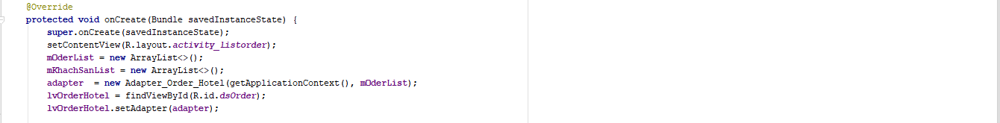 @Override
protected void onCreate(Bundle savedInstanceState) {
super.onCreate(savedInstanceState);
setContentView(R.layout.activity_listorder);
mOderList = new ArrayList<>();
mKhachSanList = new ArrayList<>();
adapter  = new Adapter_Order_Hotel(getApplicationContext(), mOderList);
lvOrderHotel = findViewById(R.id.dsOrder);
lvOrderHotel.setAdapter(adapter);